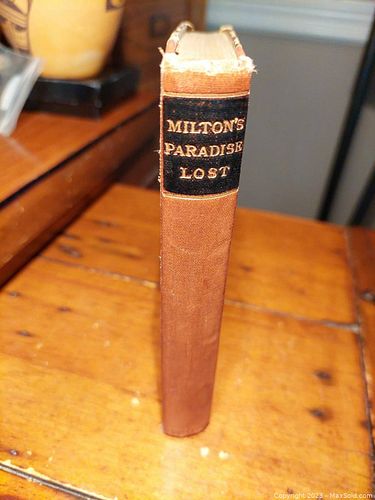 MILTON'S
PARADISE
LOST
Copyright 2023 - MaxSold.com